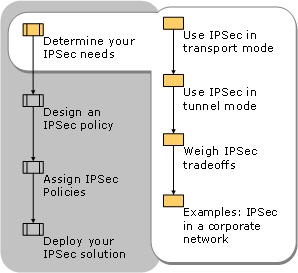 Determine your
IPSec needs
Design an
IPSec policy
Assign IPSec
Policies
Deploy your
IPSec solution
Use IPSec in
transport mode
Use IPSec in
tunnel mode
Weigh IPSec
tradeoffs
Examples: IPSec
in a corporate
network